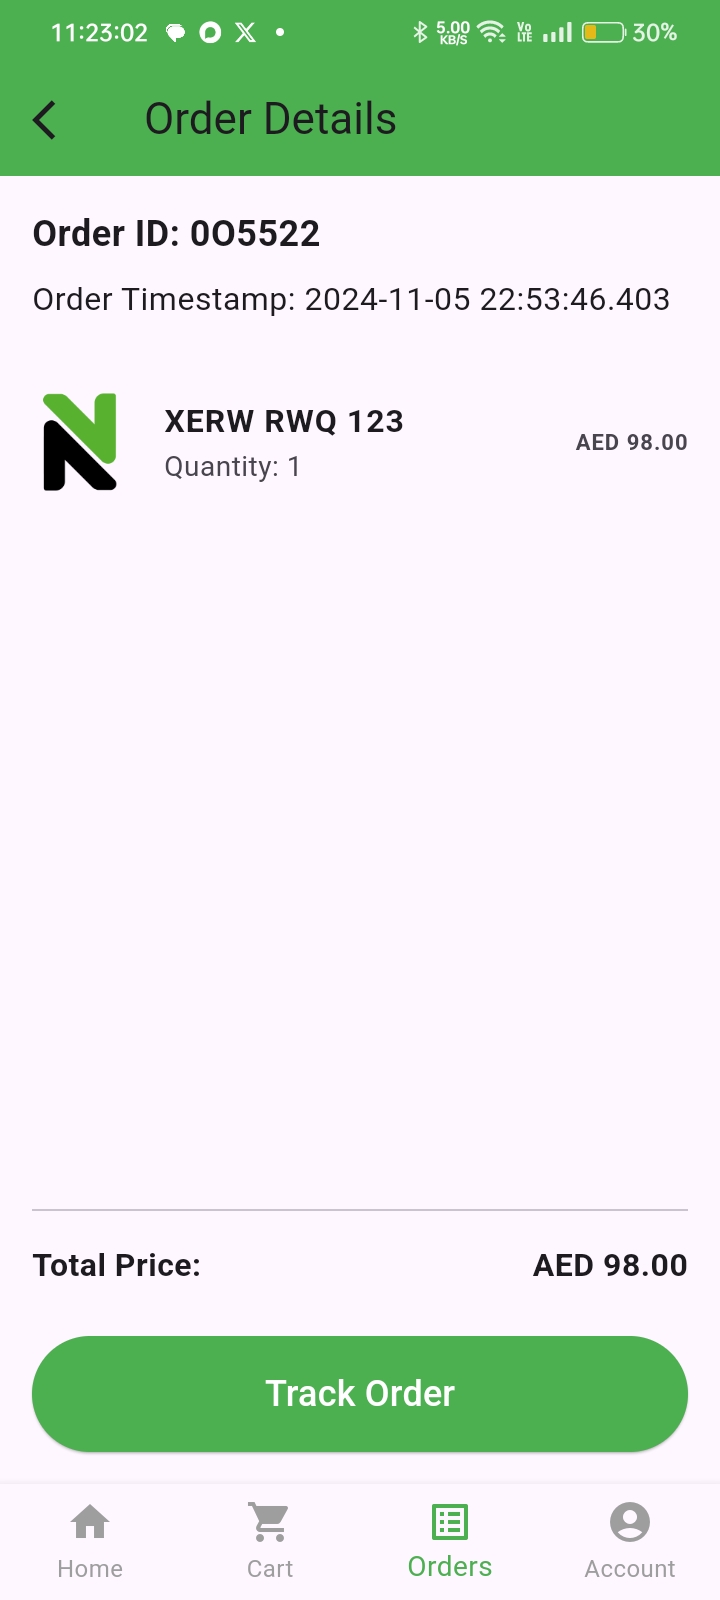 11:23:02 5.00 KB/S Vo LTE 30%
Order Details
Order ID: 0O5522
Order Timestamp: 2024-11-05 22:53:46.403
XERW RWQ 123
Quantity: 1
AED 98.00
Total Price: AED 98.00
Track Order
Home Cart Orders Account